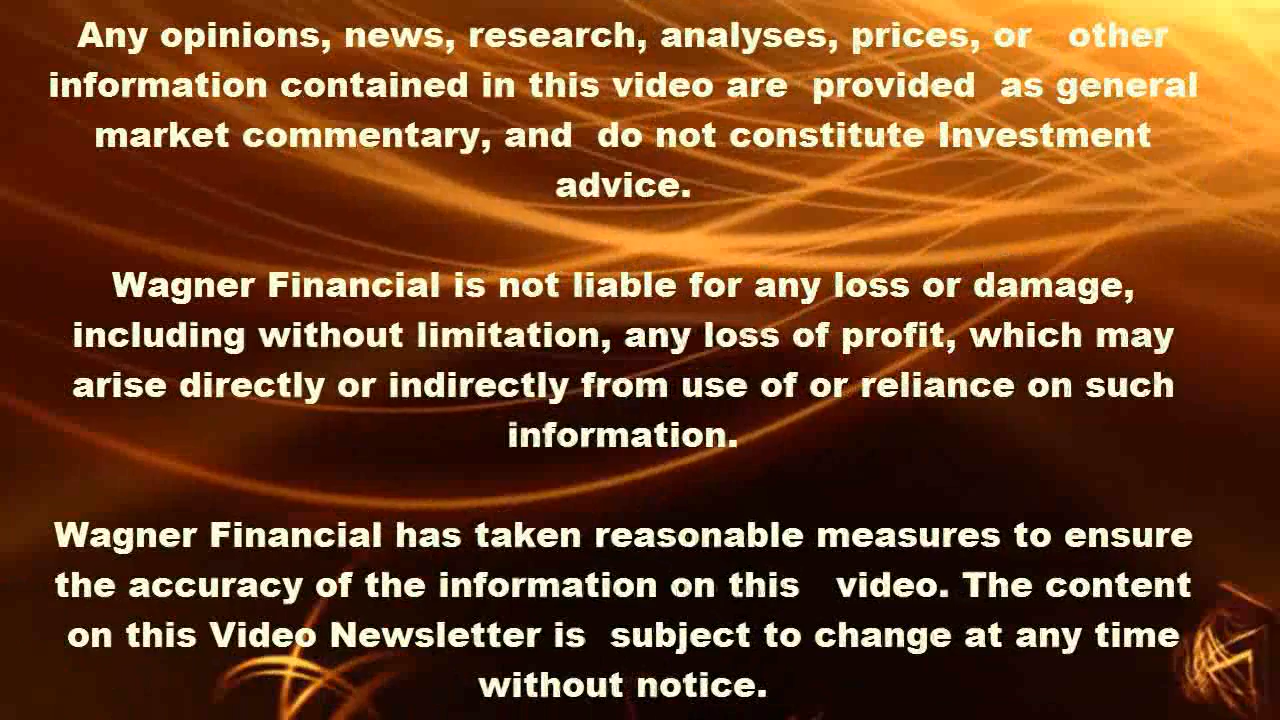 Any opinions, news, research, analyses, prices, or other
information contained in this video are provided as general
market commentary, and do not constitute Investment
advice.
Wagner Financial is not liable for any loss or damage,
including without limitation, any loss of profit, which may
arise directly or indirectly from use of or reliance on such
information.
Wagner Financial has taken reasonable measures to ensure
the accuracy of the information on this video. The content
on this Video Newsletter is subject to change at any time
without notice.